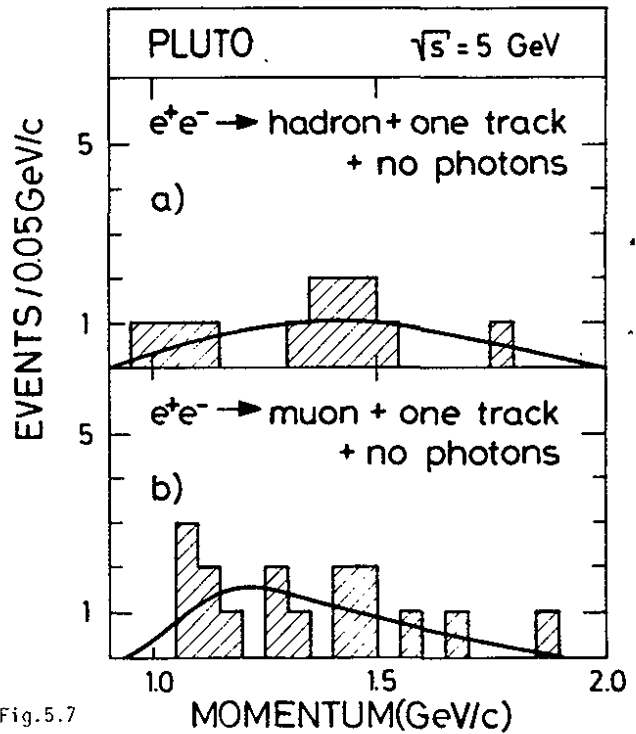 PLUTO √s = 5 GeV
e⁺e⁻ → hadron + one track
+ no photons
a)
5
1
e⁺e⁻ → muon + one track
+ no photons
b)
5
1
EVENTS / 0.05 GeV/c
1.0 1.5 2.0
MOMENTUM(GeV/c)
Fig.5.7